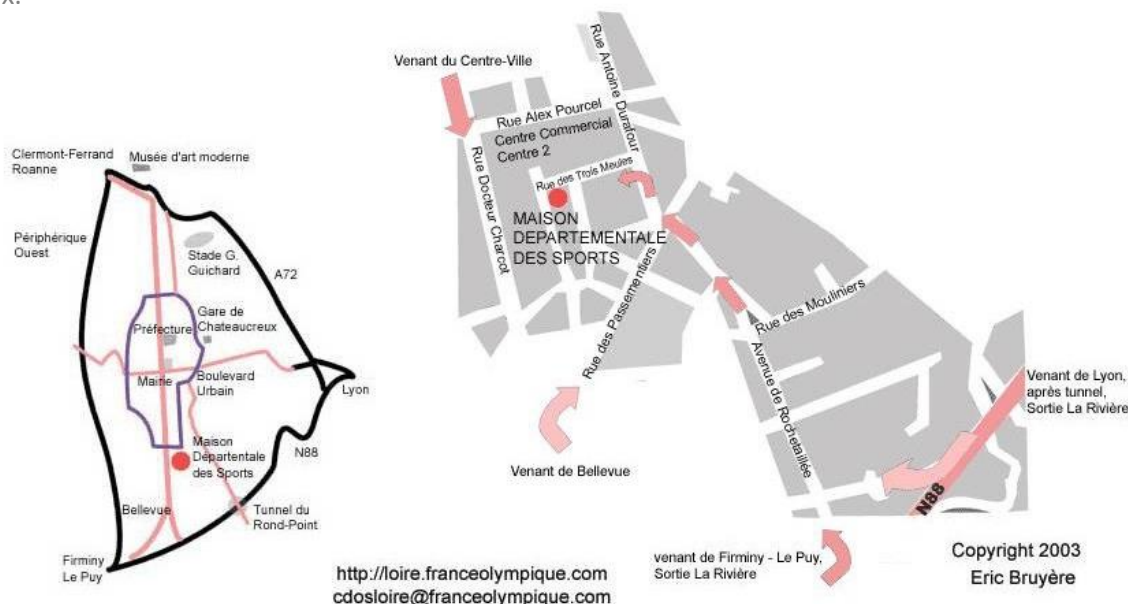 x.
Clermont-Ferrand
Roanne
Musée d'art moderne
Périphérique
Ouest
Stade G.
Guichard
A72
Gare de
Chateaucreux
Préfecture
Mairie
Boulevard
Urbain
Lyon
Maison
Départentale
des Sports
N88
Bellevue
Tunnel du
Rond-Point
Firminy
Le Puy
Venant du Centre-Ville
Rue Antoine Durafour
Rue Alex Pourcel
Centre Commercial
Centre 2
Rue des Trois Meules
Rue Docteur Charcot
MAISON
DEPARTEMENTALE
DES SPORTS
Rue des Passementiers
Rue des Mouliniers
Avenue de Rochetaillée
Venant de Lyon,
après tunnel,
Sortie La Rivière
Venant de Bellevue
N88
venant de Firminy - Le Puy,
Sortie La Rivière
Copyright 2003
Eric Bruyère
http://loire.franceolympique.com
cdosloire@franceolympique.com